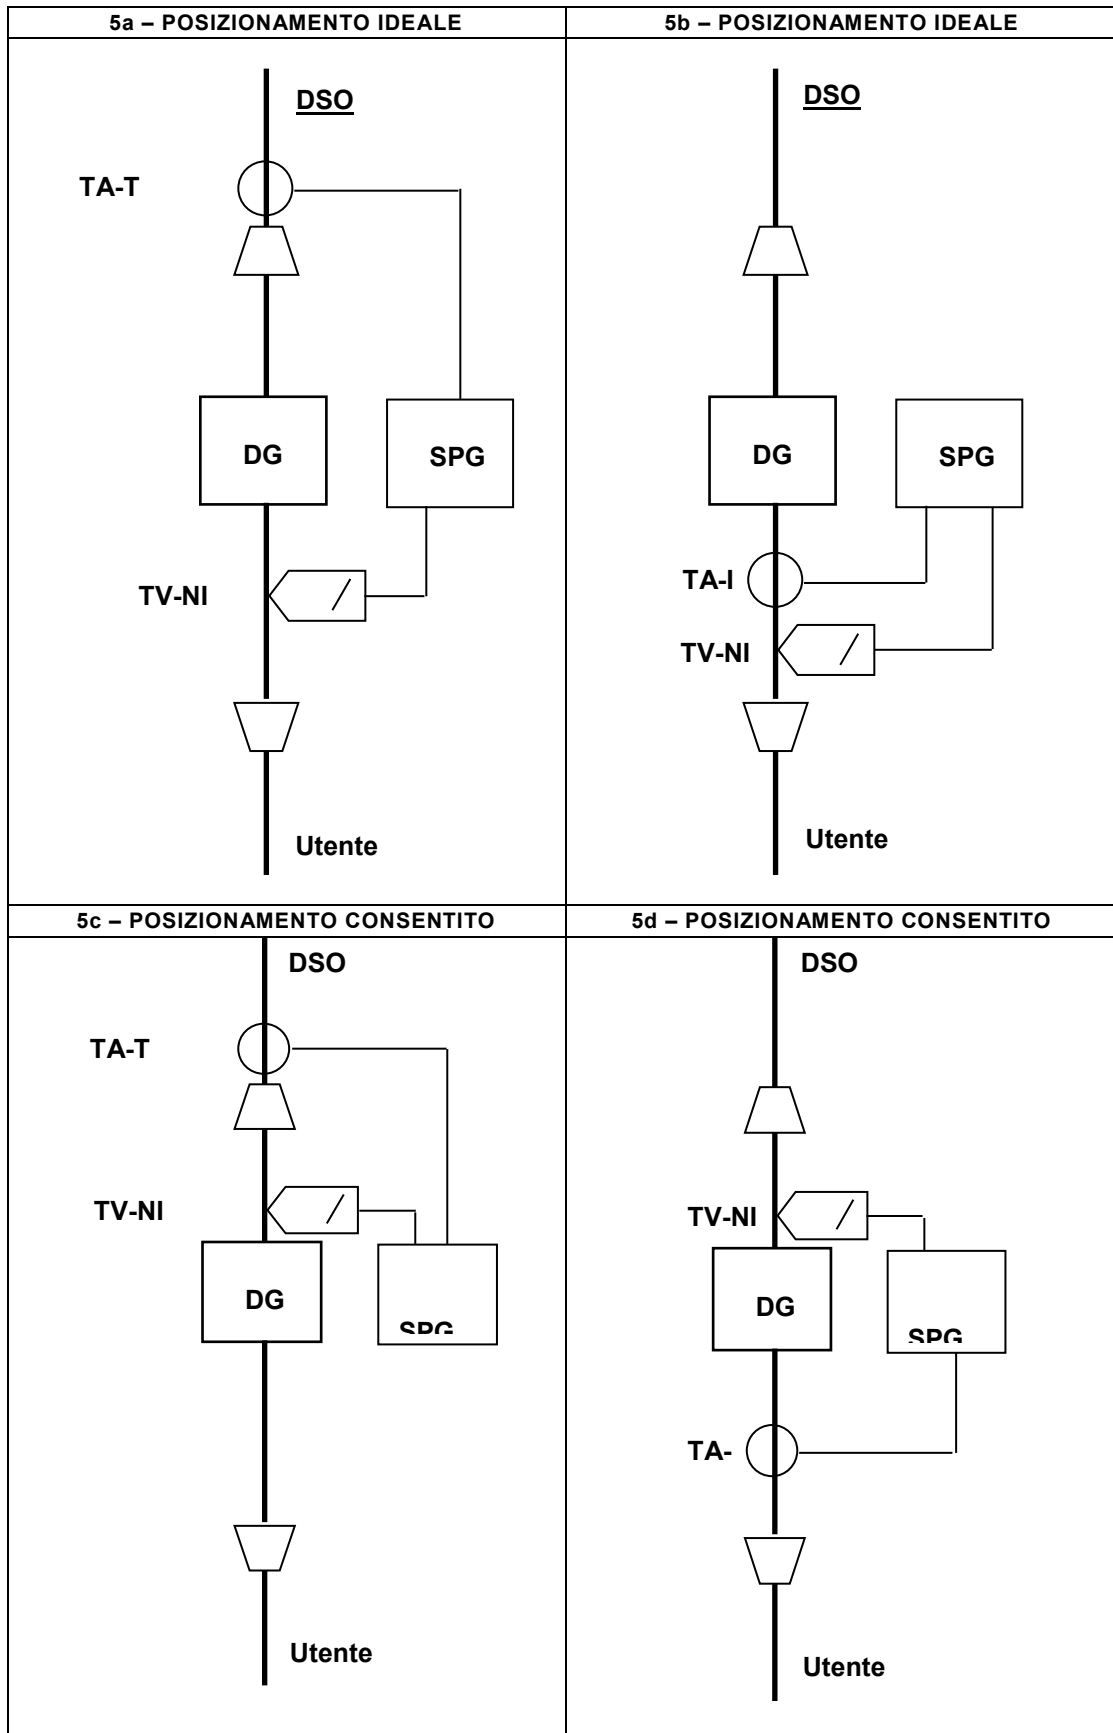 5a – POSIZIONAMENTO IDEALE
DSO
TA-T
DG
SPG
TV-NI
Utente
5b – POSIZIONAMENTO IDEALE
DSO
DG
SPG
TA-I
TV-NI
Utente
5c – POSIZIONAMENTO CONSENTITO
DSO
TA-T
TV-NI
DG
SPG
Utente
5d – POSIZIONAMENTO CONSENTITO
DSO
TV-NI
DG
SPG
TA-
Utente